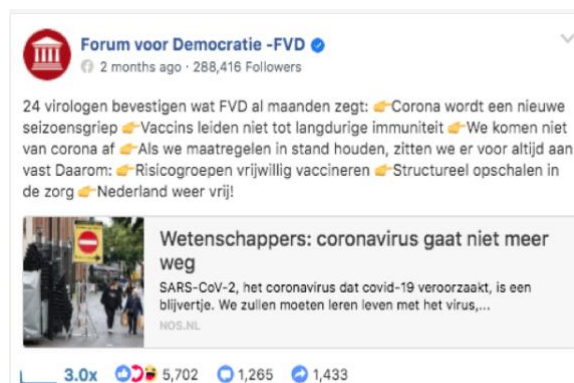 Forum voor Democratie -FVD
2 months ago · 288,416 Followers
24 virologen bevestigen wat FVD al maanden zegt: 👉Corona wordt een nieuwe
seizoensgriep 👉Vaccins leiden niet tot langdurige immuniteit 👉We komen niet
van corona af 👉Als we maatregelen in stand houden, zitten we er voor altijd aan
vast Daarom: 👉Risicogroepen vrijwillig vaccineren 👉Structureel opschalen in
de zorg 👉Nederland weer vrij!
Wetenschappers: coronavirus gaat niet meer
weg
SARS-CoV-2, het coronavirus dat covid-19 veroorzaakt, is een
blijvertje. We zullen moeten leren leven met het virus,...
NOS.NL
3.0x 5,702 1,265 1,433